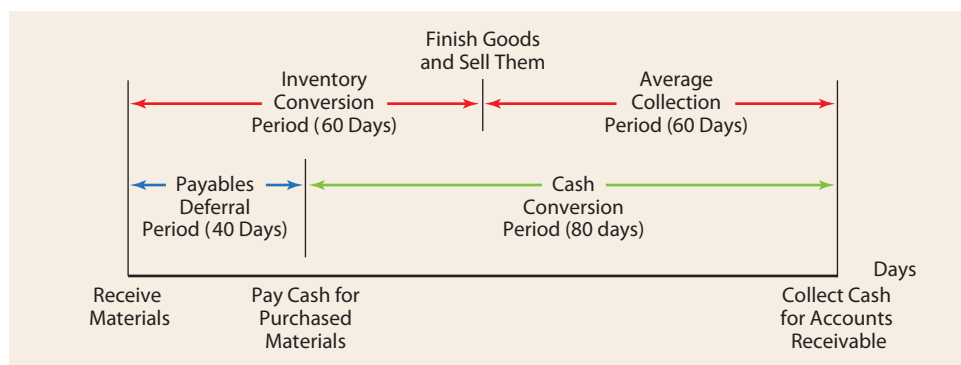 Finish Goods
and Sell Them
Inventory
Conversion
Period (60 Days)
Average
Collection
Period (60 Days)
Payables
Deferral
Period (40 Days)
Cash
Conversion
Period (80 days)
Days
Receive
Materials
Pay Cash for
Purchased
Materials
Collect Cash
for Accounts
Receivable